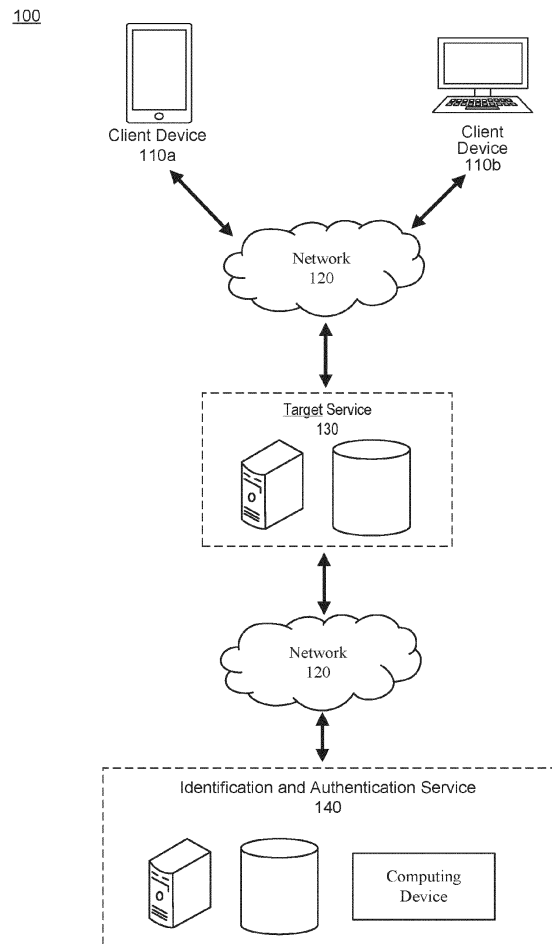 100
Client Device
110a
Client
Device
110b
Network
120
Target Service
130
Network
120
Identification and Authentication Service
140
Computing
Device